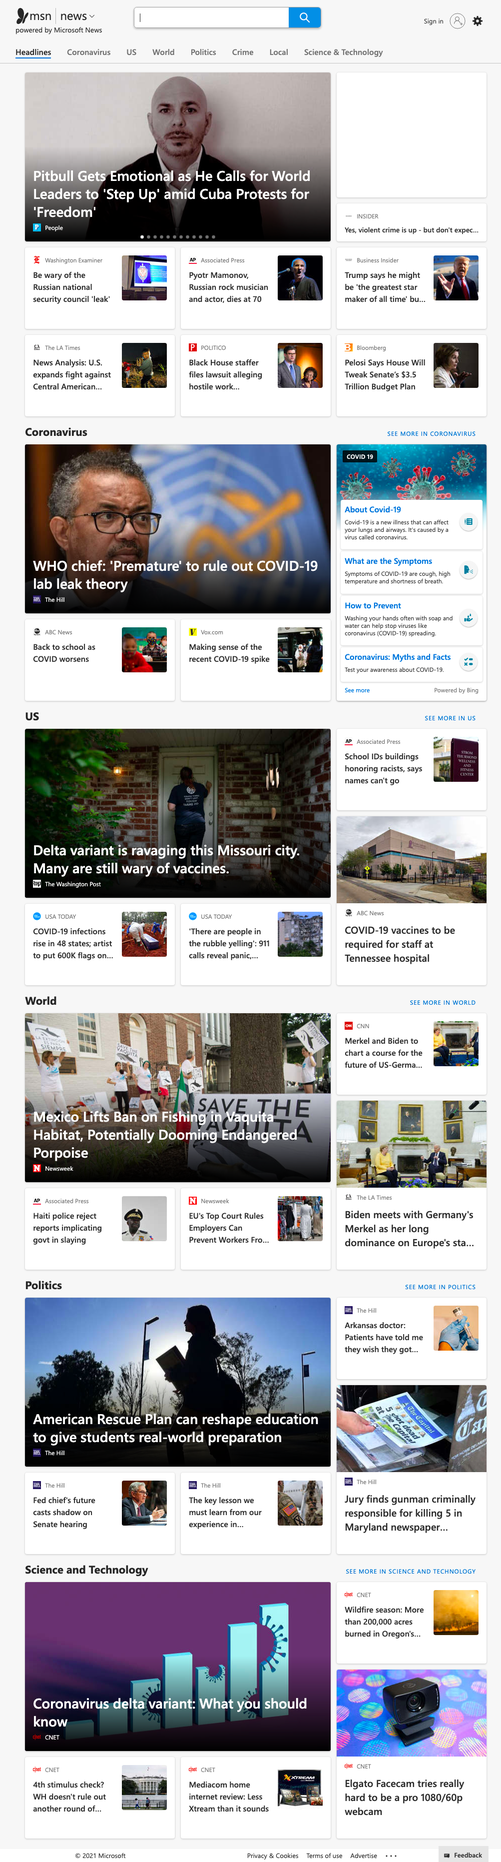 msn news
powered by Microsoft News
Sign in
Headlines Coronavirus US World Politics Crime Local Science & Technology
Pitbull Gets Emotional as He Calls for World
Leaders to 'Step Up' amid Cuba Protests for
'Freedom'
People
INSIDER
Yes, violent crime is up - but don't expec...
Washington Examiner
Be wary of the
Russian national
security council 'leak'
AP Associated Press
Pyotr Mamonov,
Russian rock musician
and actor, dies at 70
Business Insider
Trump says he might
be 'the greatest star
maker of all time' bu...
The LA Times
News Analysis: U.S.
expands fight against
Central American...
POLITICO
Black House staffer
files lawsuit alleging
hostile work...
Bloomberg
Pelosi Says House Will
Tweak Senate's $3.5
Trillion Budget Plan
Coronavirus
SEE MORE IN CORONAVIRUS
WHO chief: 'Premature' to rule out COVID-19
lab leak theory
The Hill
COVID 19
About Covid-19
Covid-19 is a new illness that can affect
your lungs and airways. It's caused by a
virus called coronavirus.
What are the Symptoms
Symptoms of COVID-19 are cough, high
temperature and shortness of breath.
How to Prevent
Washing your hands often with soap and
water can help stop viruses like
coronavirus (COVID-19) spreading.
Coronavirus: Myths and Facts
Test your awareness about COVID-19.
See more
Powered by Bing
ABC News
Back to school as
COVID worsens
Vox.com
Making sense of the
recent COVID-19 spike
US
SEE MORE IN US
Delta variant is ravaging this Missouri city.
Many are still wary of vaccines.
The Washington Post
AP Associated Press
School IDs buildings
honoring racists, says
names can't go
ABC News
COVID-19 vaccines to be
required for staff at
Tennessee hospital
USA TODAY
COVID-19 infections
rise in 48 states; artist
to put 600K flags on...
USA TODAY
'There are people in
the rubble yelling': 911
calls reveal panic,...
World
SEE MORE IN WORLD
SAVE THE
Mexico Lifts Ban on Fishing in Vaquita
Habitat, Potentially Dooming Endangered
Porpoise
Newsweek
CNN
Merkel and Biden to
chart a course for the
future of US-Germa...
The LA Times
Biden meets with Germany's
Merkel as her long
dominance on Europe's sta...
AP Associated Press
Haiti police reject
reports implicating
govt in slaying
Newsweek
EU's Top Court Rules
Employers Can
Prevent Workers Fro...
Politics
SEE MORE IN POLITICS
American Rescue Plan can reshape education
to give students real-world preparation
The Hill
The Hill
Arkansas doctor:
Patients have told me
they wish they got...
The Hill
Jury finds gunman criminally
responsible for killing 5 in
Maryland newspaper...
The Hill
Fed chief's future
casts shadow on
Senate hearing
The Hill
The key lesson we
must learn from our
experience in...
Science and Technology
SEE MORE IN SCIENCE AND TECHNOLOGY
Coronavirus delta variant: What you should
know
CNET
CNET
Wildfire season: More
than 200,000 acres
burned in Oregon's...
CNET
Elgato Facecam tries really
hard to be a pro 1080/60p
webcam
CNET
4th stimulus check?
WH doesn't rule out
another round of...
CNET
Mediacom home
internet review: Less
Xtream than it sounds
XTREAM
© 2021 Microsoft
Privacy & Cookies Terms of use Advertise ...
Feedback